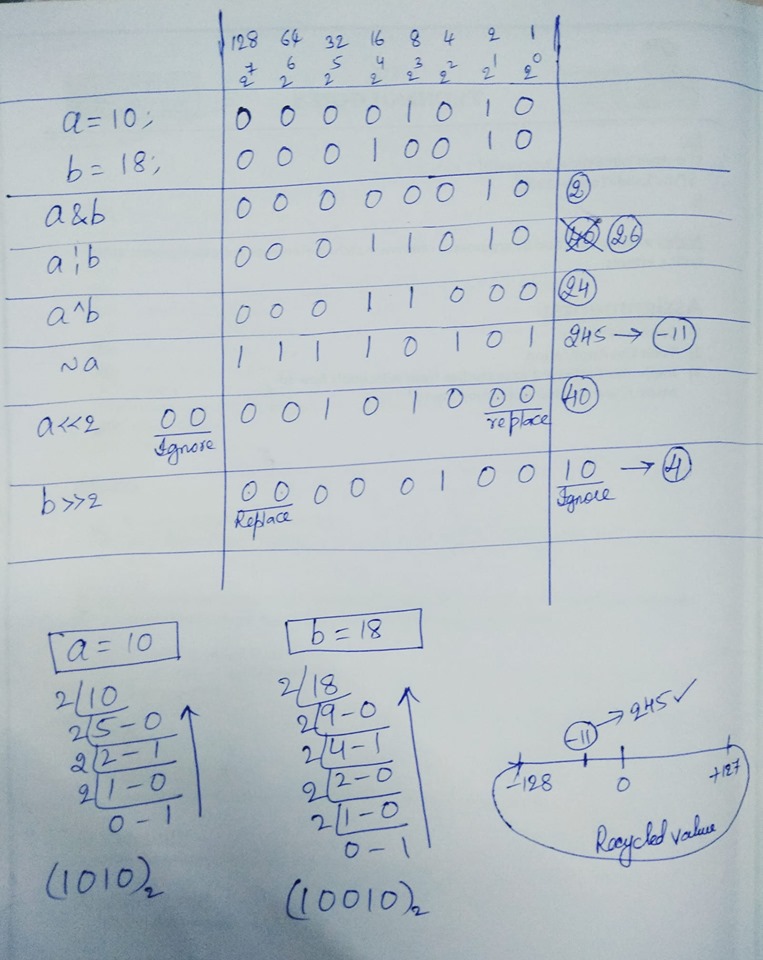 128 64 32 16 8 4 2 1
2^7 2^6 2^5 2^4 2^3 2^2 2^1 2^0
a = 10; 0 0 0 0 1 0 1 0
b = 18; 0 0 0 1 0 0 1 0
a & b 0 0 0 0 0 0 1 0 2
a ¦ b 0 0 0 1 1 0 1 0 26
a ^ b 0 0 0 1 1 0 0 0 24
~a 1 1 1 1 0 1 0 1 245 → -11
a<<2 0 0 0 0 1 0 1 0 0 0 40
Ignore replace
b >>2 0 0 0 0 0 1 0 0 1 0 → 4
Replace Ignore
a = 10 b = 18
2 10 2 18
2 5 - 0 2 9 - 0
2 2 - 1 2 4 - 1
2 1 - 0 2 2 - 0
0 - 1 2 1 - 0
0 - 1
(1010)2 (10010)2
-11 → 245 ✓
-128 0 +127
Recycled value